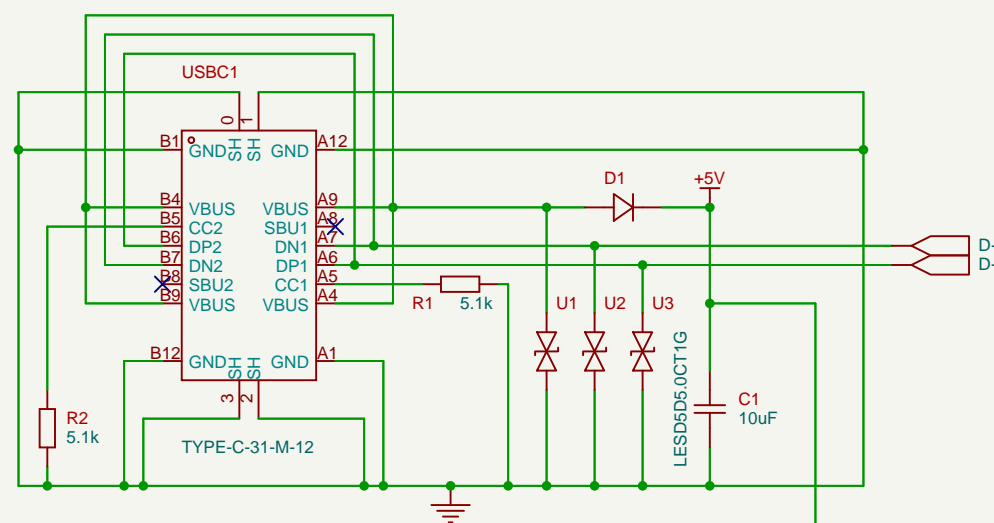 USBC1
0
1
B1
GND
SH
SH
GND
A12
D1
+5V
B4
VBUS
VBUS
A9
B5
CC2
SBU1
A8
B6
DP2
DN1
A7
D-
B7
DN2
DP1
A6
D-
B8
SBU2
CC1
A5
R1
5.1k
B9
VBUS
VBUS
A4
U1
U2
U3
LESD5D5.0CT1G
B12
GND
SH
SH
GND
A1
3
2
R2
5.1k
C1
10uF
TYPE-C-31-M-12